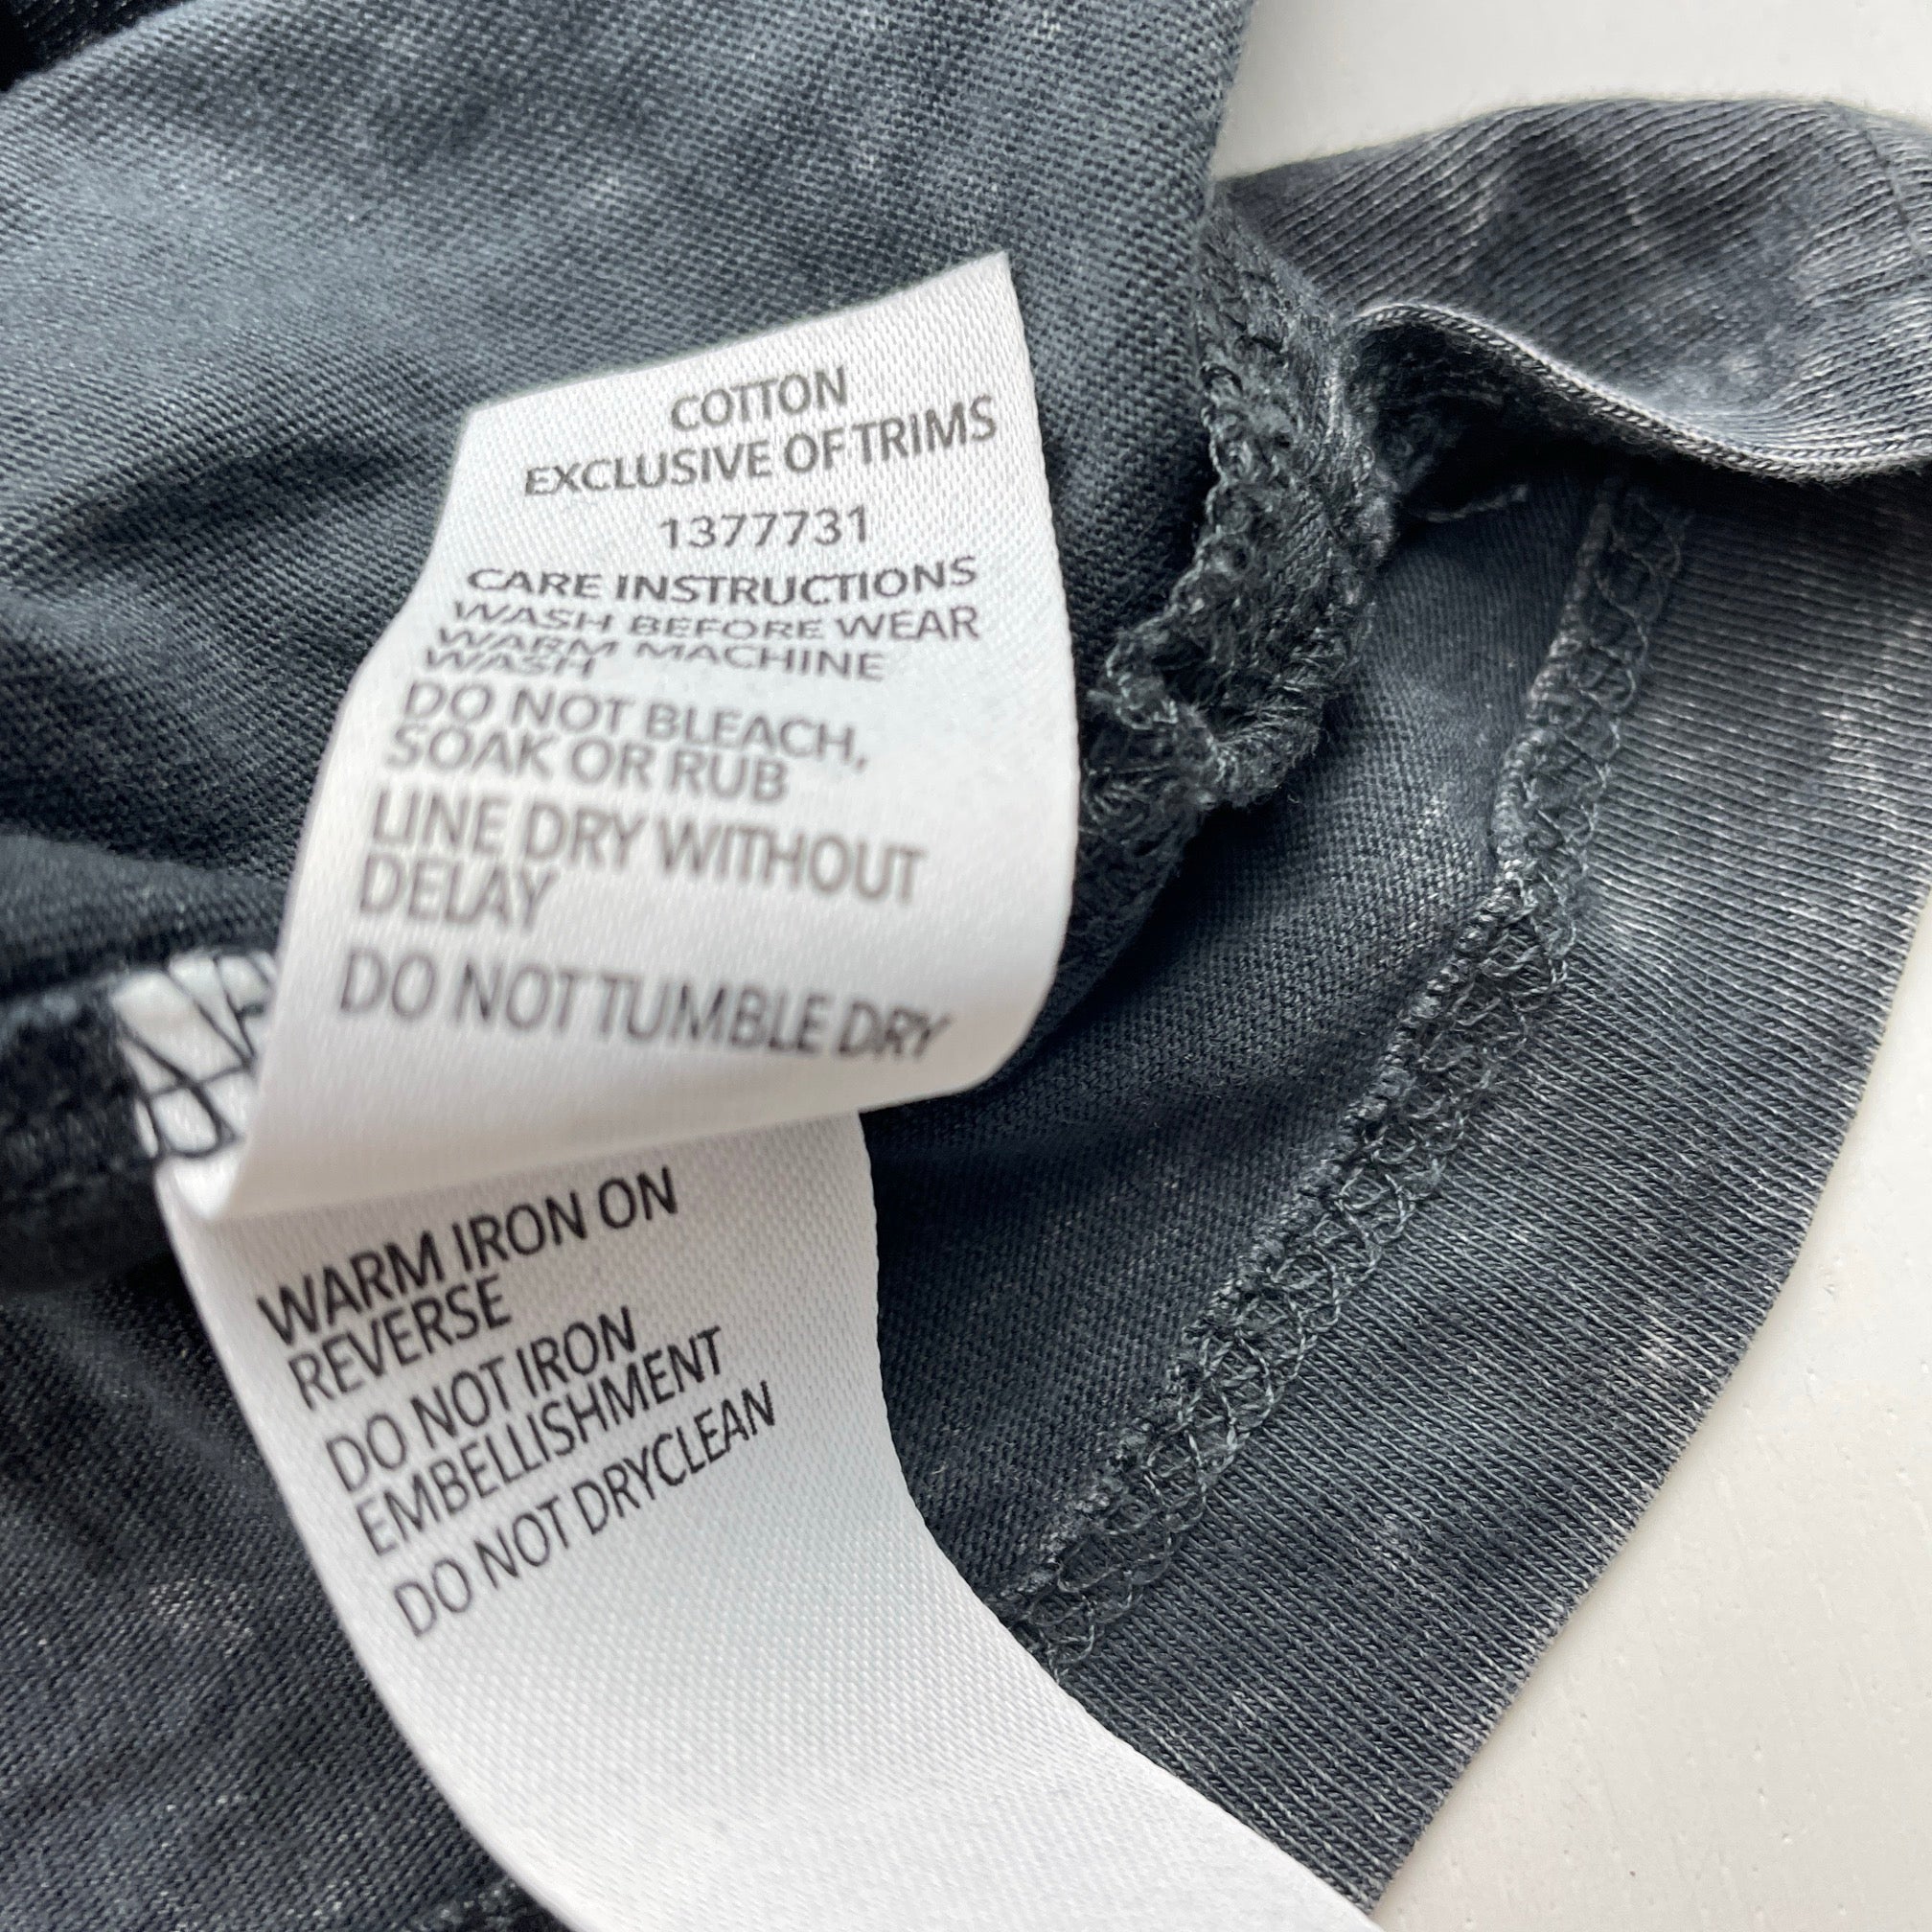 COTTON
EXCLUSIVE OF TRIMS
1377731
CARE INSTRUCTIONS
WASH BEFORE WEAR
WARM MACHINE
WASH
DO NOT BLEACH,
SOAK OR RUB
LINE DRY WITHOUT
DELAY
DO NOT TUMBLE DRY
WARM IRON ON
REVERSE
DO NOT IRON
EMBELLISHMENT
DO NOT DRYCLEAN